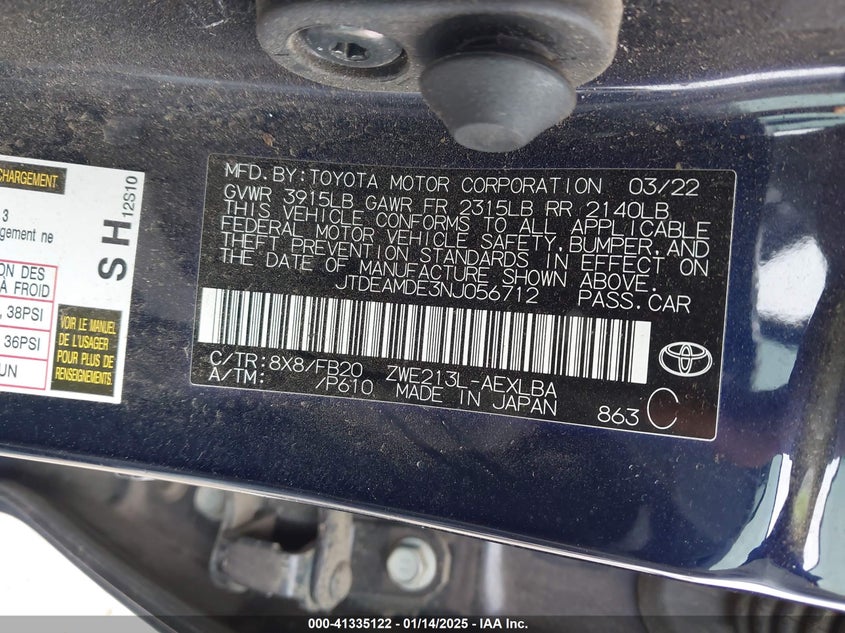 CHARGEMENT
3
gement ne
ON DES
À FROID
, 38PSI
36PSI
UN
VOIR LE MANUEL
DE L'USAGER
POUR PLUS DE
RENSEIGNEMENTS
SH
12S10
MFD. BY:TOYOTA MOTOR CORPORATION 03/22
GVWR 3915LB GAWR FR 2315LB RR 2140LB
THIS VEHICLE CONFORMS TO ALL APPLICABLE
FEDERAL MOTOR VEHICLE SAFETY, BUMPER, AND
THEFT PREVENTION STANDARDS IN EFFECT ON
THE DATE OF MANUFACTURE SHOWN ABOVE.
JTDEAMDE3NJ056712 PASS.CAR
C/TR:8X8/FB20 ZWE213L-AEXLBA
A/TM: /P610 MADE IN JAPAN
863 C
000-41335122 - 01/14/2025 - IAA Inc.